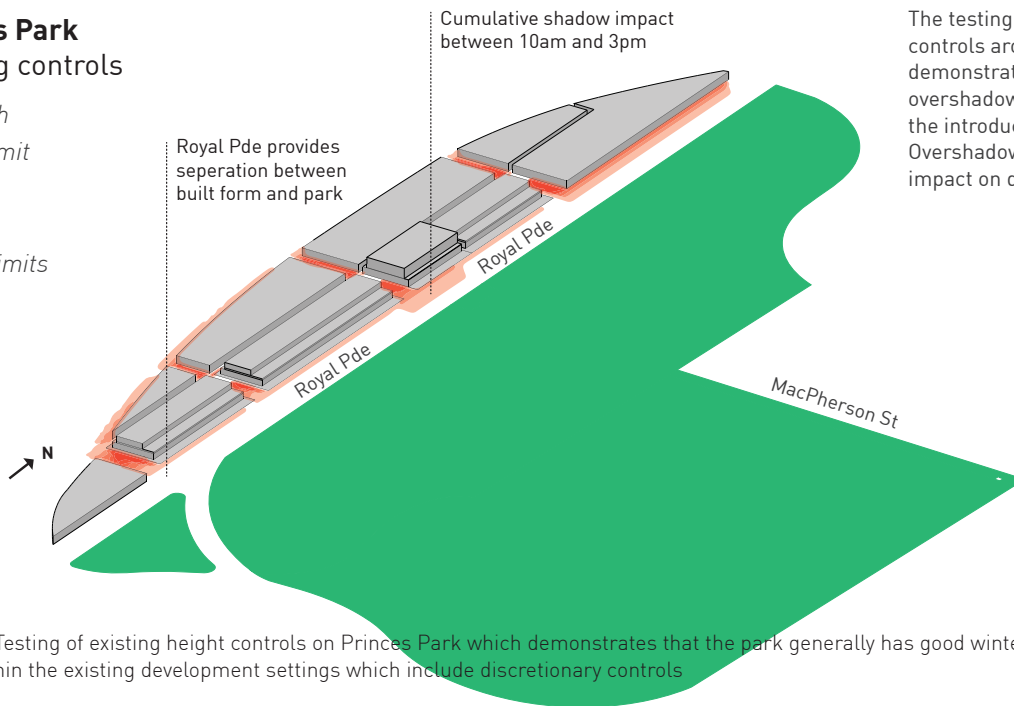 s Park
g controls
h
mit
imits
Cumulative shadow impact
between 10am and 3pm
Royal Pde provides
seperation between
built form and park
The testing
controls aro
demonstrat
overshadow
the introduc
Overshadow
impact on d
Royal Pde
Royal Pde
MacPherson St
N
Testing of existing height controls on Princes Park which demonstrates that the park generally has good winte
hin the existing development settings which include discretionary controls